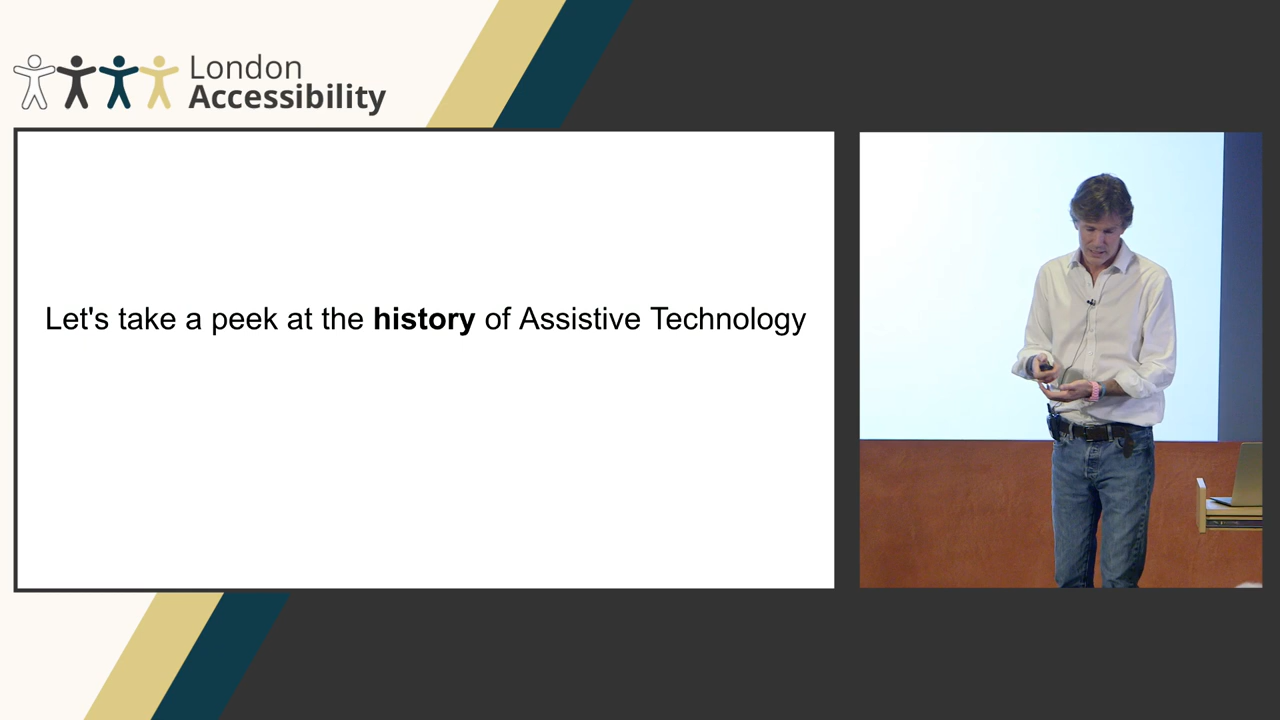 London
Accessibility
Let's take a peek at the history of Assistive Technology